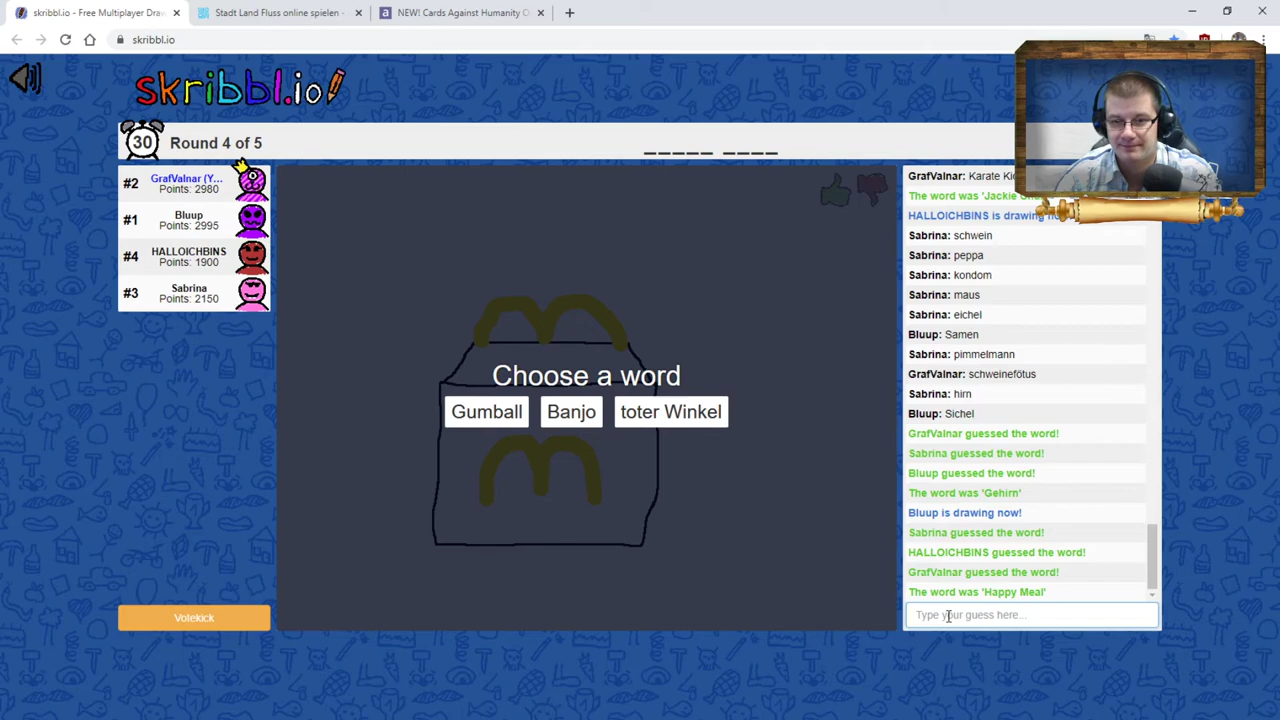 skribbl.io - Free Multiplayer Draw
Stadt Land Fluss online spielen -
NEW! Cards Against Humanity O
skribbl.io
skribbl.io
30
Round 4 of 5
_____ ____
#2
GrafValnar (Y...
Points: 2980
#1
Bluup
Points: 2995
#4
HALLOICHBINS
Points: 1900
#3
Sabrina
Points: 2150
Votekick
Choose a word
Gumball
Banjo
toter Winkel
GrafValnar: Karate Ki
The word was 'Jackie
HALLOICHBINS is drawing
Sabrina: schwein
Sabrina: peppa
Sabrina: kondom
Sabrina: maus
Sabrina: eichel
Bluup: Samen
Sabrina: pimmelmann
GrafValnar: schweinefötus
Sabrina: hirn
Bluup: Sichel
GrafValnar guessed the word!
Sabrina guessed the word!
Bluup guessed the word!
The word was 'Gehirn'
Bluup is drawing now!
Sabrina guessed the word!
HALLOICHBINS guessed the word!
GrafValnar guessed the word!
The word was 'Happy Meal'
Type your guess here...